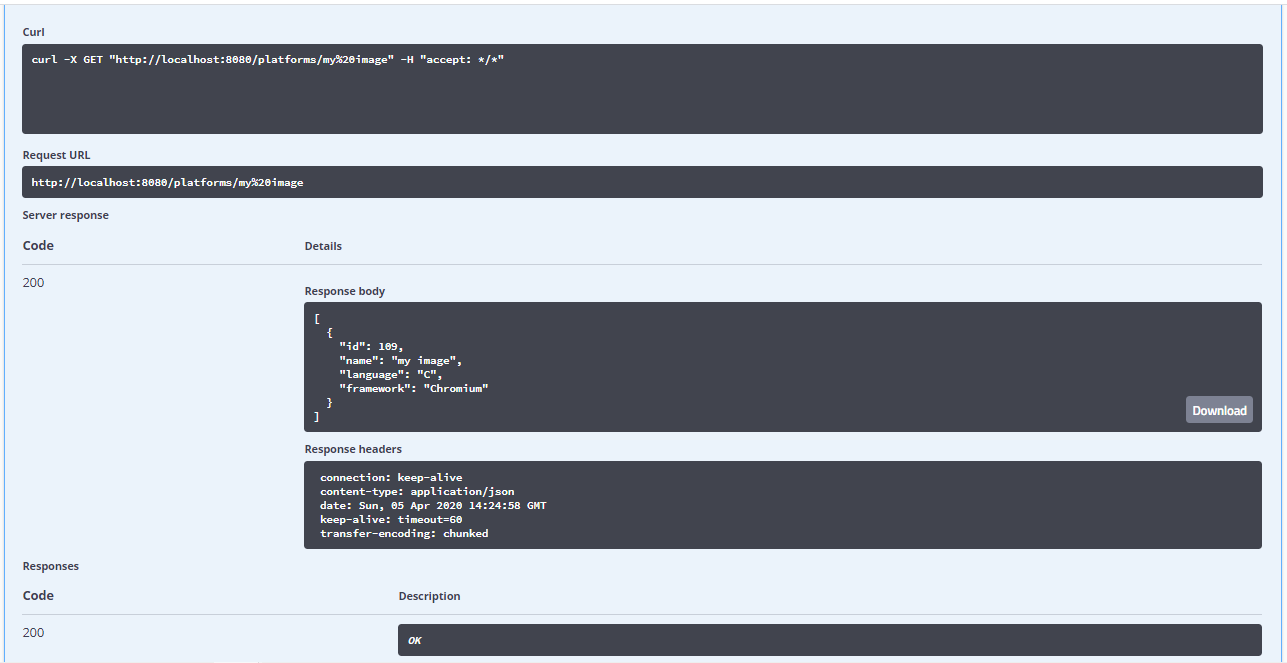 Curl
curl -X GET "http://localhost:8080/platforms/my%20image" -H "accept: */*"
Request URL
http://localhost:8080/platforms/my%20image
Server response
Code Details
200
Response body
[
  {
    "id": 109,
    "name": "my image",
    "language": "C",
    "framework": "Chromium"
  }
]
Download
Response headers
connection: keep-alive
content-type: application/json
date: Sun, 05 Apr 2020 14:24:58 GMT
keep-alive: timeout=60
transfer-encoding: chunked
Responses
Code Description
200
OK